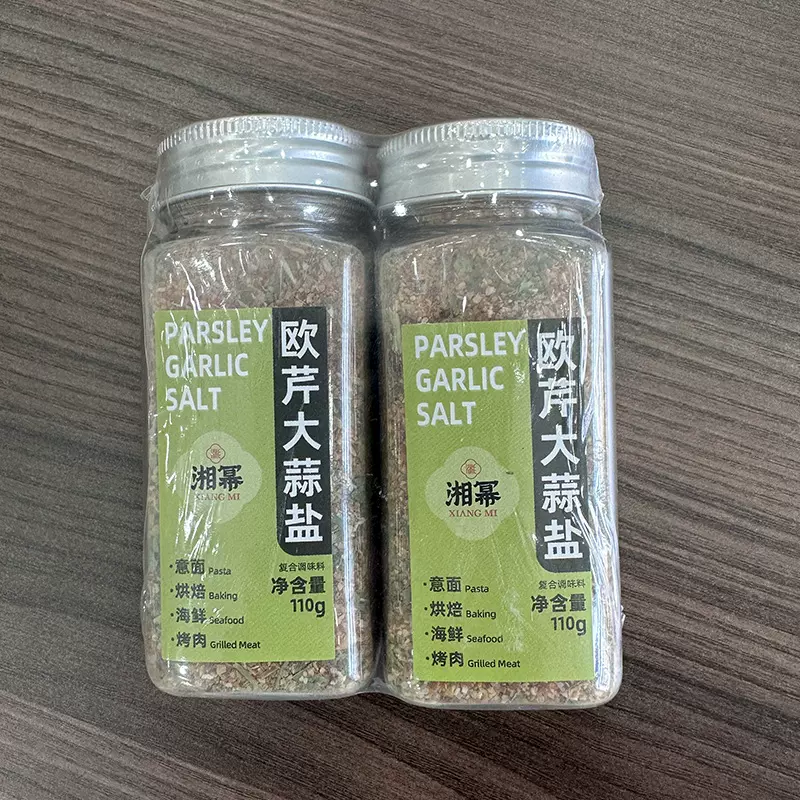 PARSLEY
GARLIC
SALT
欧芹大蒜盐
湘幂
XIANG MI
·意面 Pasta
·烘焙 Baking
·海鲜 Seafood
·烤肉 Grilled Meat
复合调味料
净含量
110g
PARSLEY
GARLIC
SALT
欧芹大蒜盐
湘幂
XIANG MI
·意面 Pasta
·烘焙 Baking
·海鲜 Seafood
·烤肉 Grilled Meat
复合调味料
净含量
110g